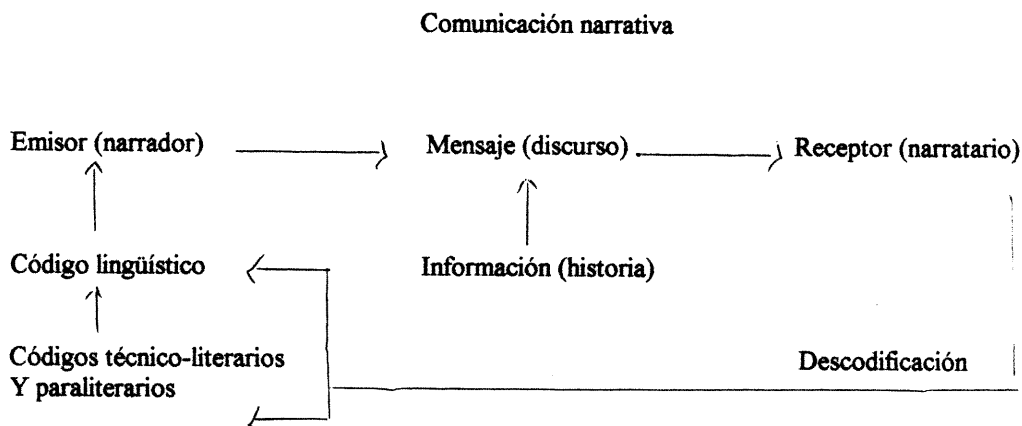 Comunicación narrativa
Emisor (narrador)
Mensaje (discurso)
Receptor (narratario)
Código lingüístico
Información (historia)
Códigos técnico-literarios
Y paraliterarios
Descodificación